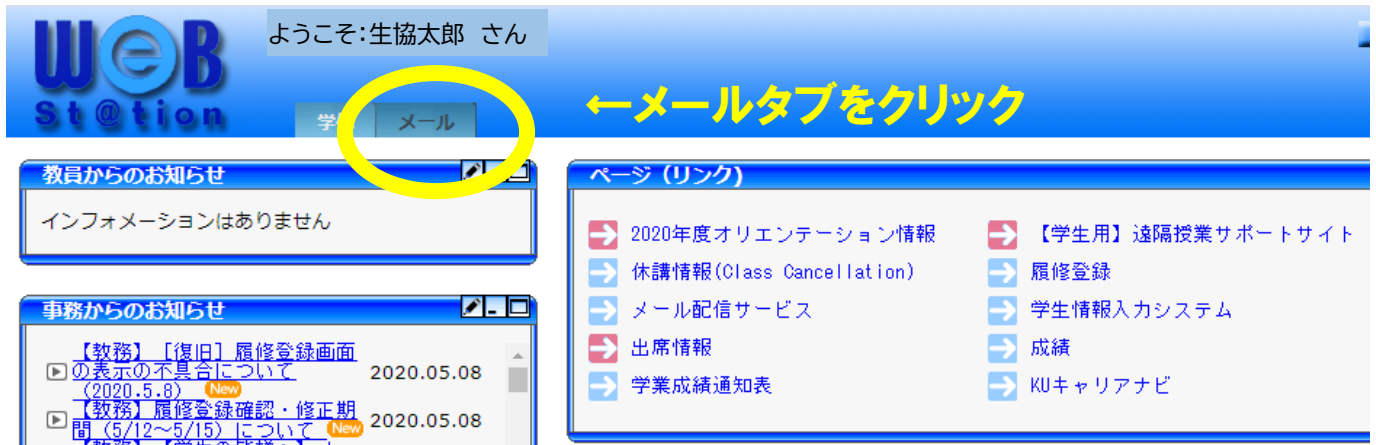 WeB
St@tion
ようこそ：生協太郎　さん
メール
←メールタブをクリック
教員からのお知らせ
インフォメーションはありません
事務からのお知らせ
【教務】［復旧］履修登録画面
の表示の不具合について
(2020.5.8) New
2020.05.08
【教務】履修登録確認・修正期
間（5/12～5/15）について New
2020.05.08
ページ（リンク）
2020年度オリエンテーション情報
休講情報(Class Cancellation)
メール配信サービス
出席情報
学業成績通知表
【学生用】遠隔授業サポートサイト
履修登録
学生情報入力システム
成績
KUキャリアナビ